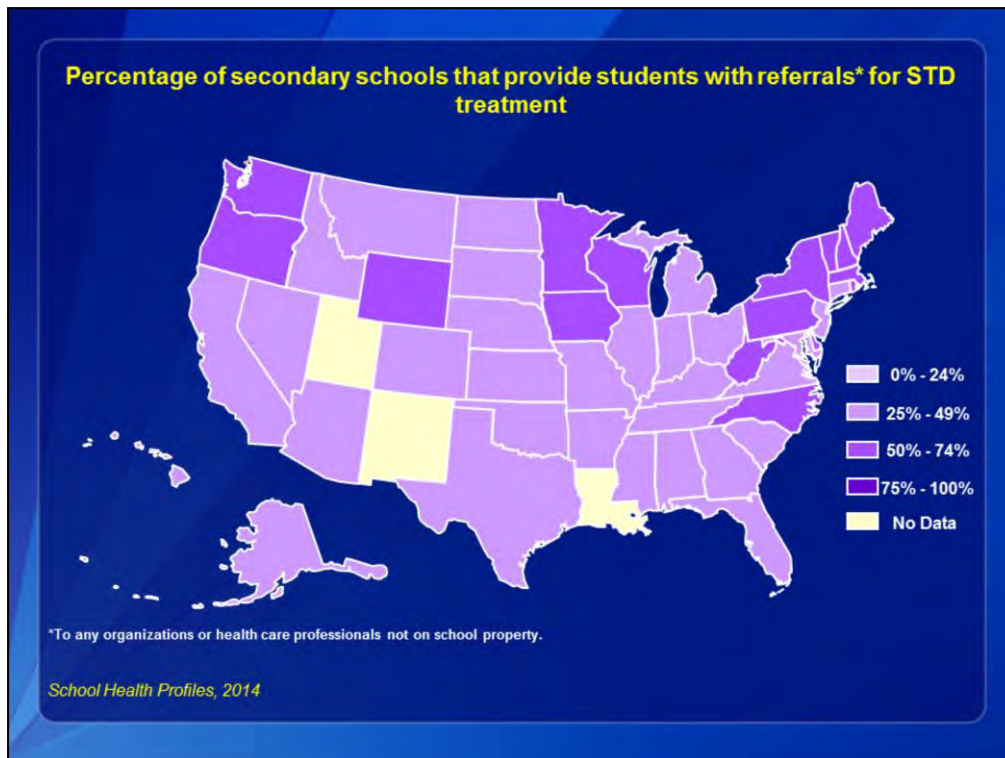 Percentage of secondary schools that provide students with referrals* for STD
treatment
0% - 24%
25% - 49%
50% - 74%
75% - 100%
No Data
*To any organizations or health care professionals not on school property.
School Health Profiles, 2014